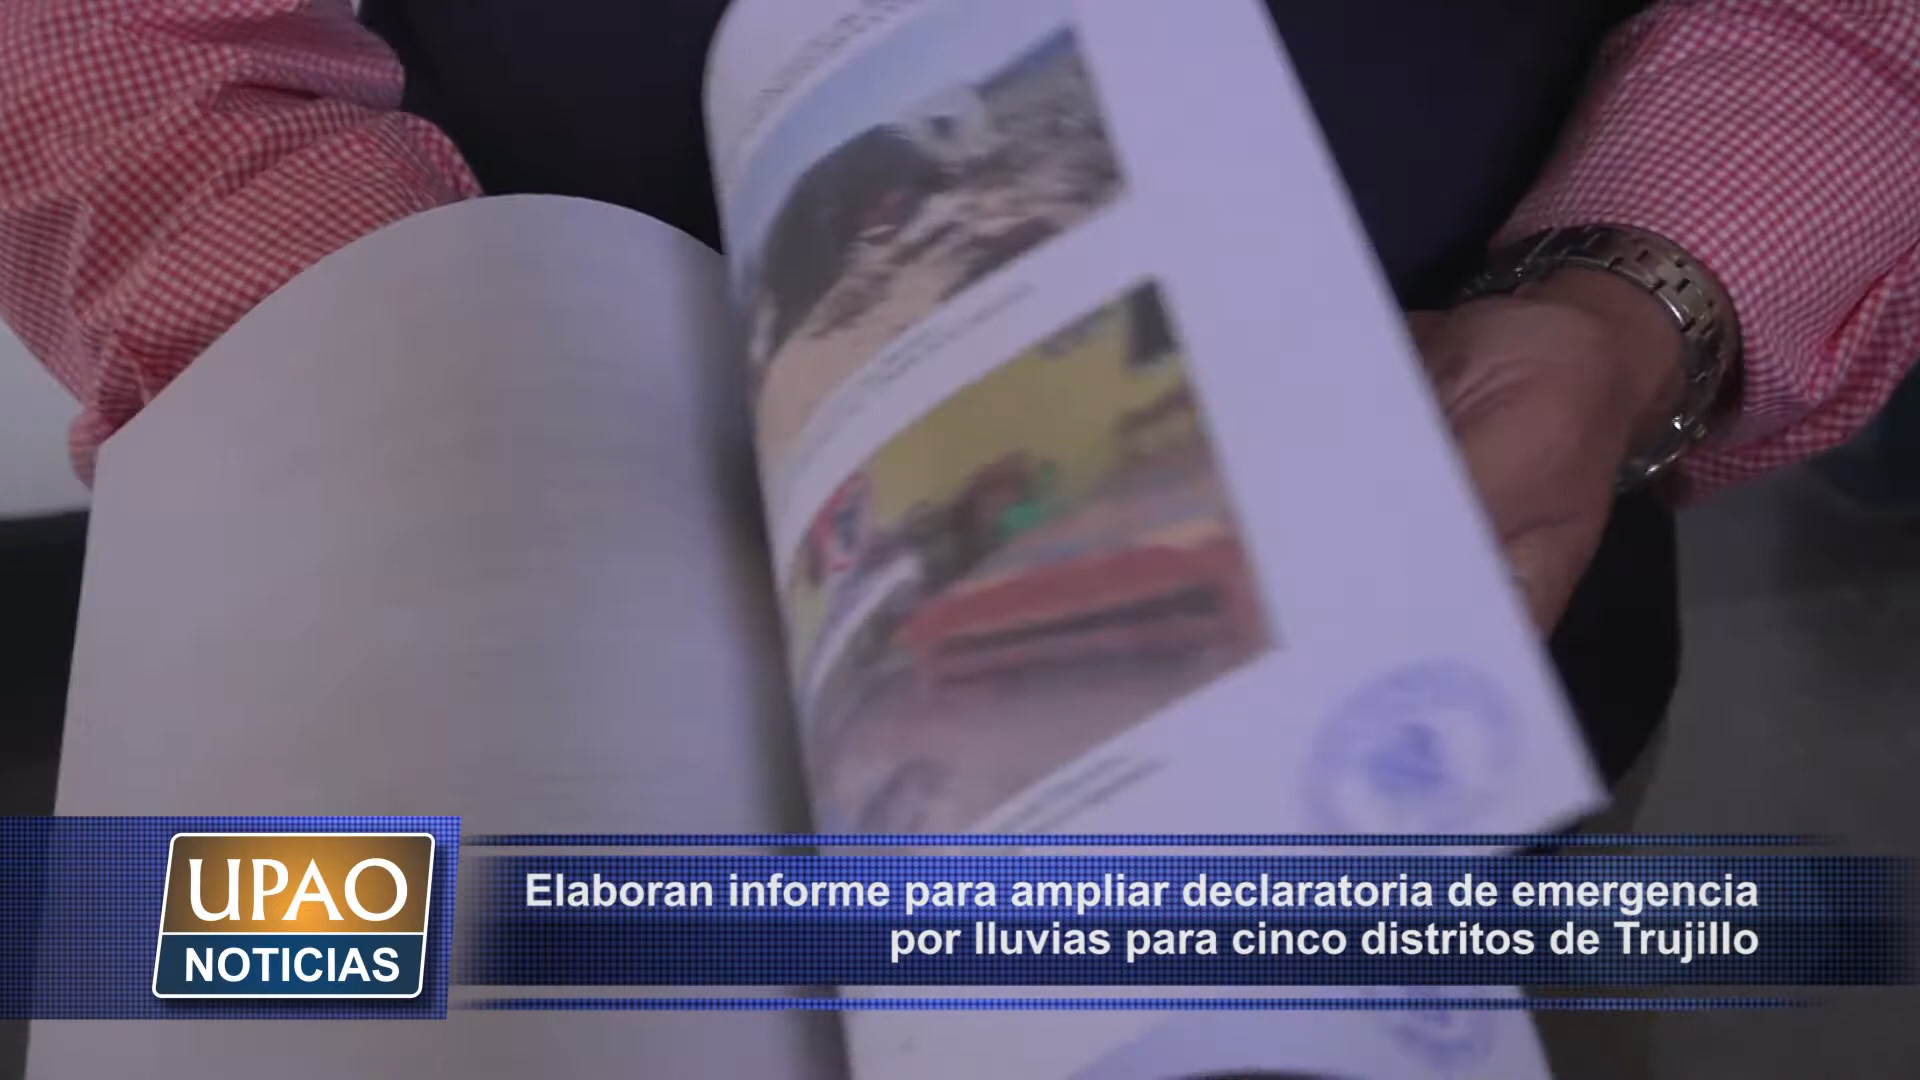 UPAO
NOTICIAS
Elaboran informe para ampliar declaratoria de emergencia
por lluvias para cinco distritos de Trujillo